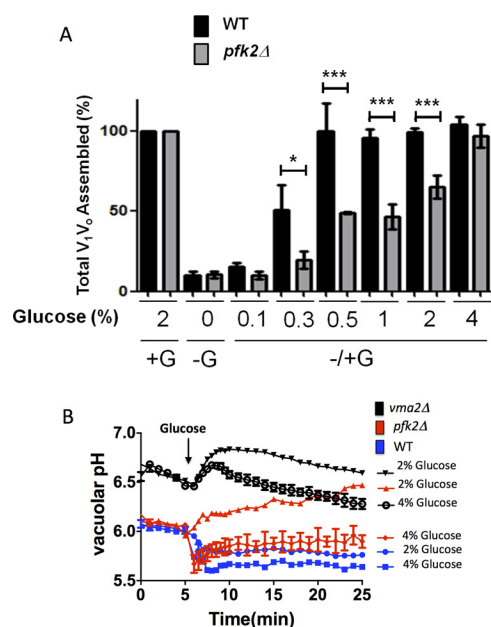 A
WT
pfk2Δ
Total V1Vo Assembled (%)
100
50
0
* *** *** ***
Glucose (%) 2 0 0.1 0.3 0.5 1 2 4
+G -G -/+G
B
vma2Δ
pfk2Δ
WT
Glucose
vacuolar pH
7.0
6.5
6.0
5.5
2% Glucose
2% Glucose
4% Glucose
4% Glucose
2% Glucose
4% Glucose
0 5 10 15 20 25
Time(min)